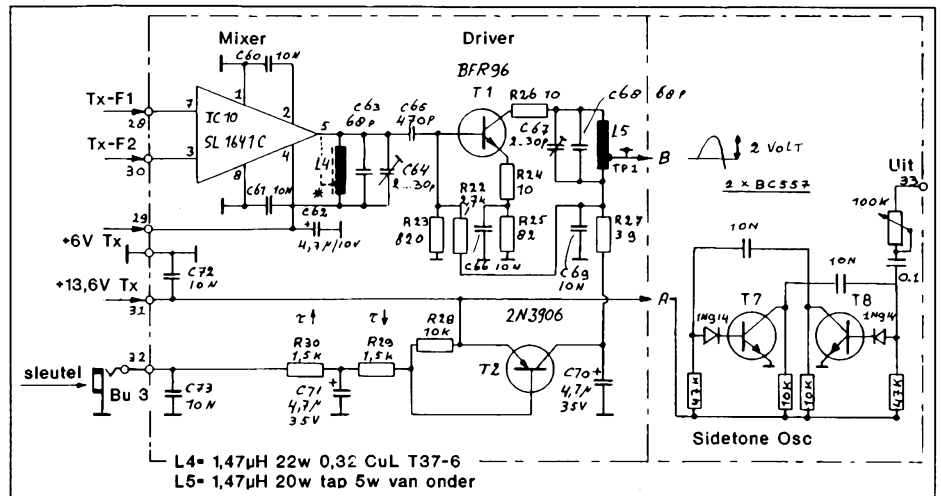 Mixer
Driver
BFR96
C60
10N
1
Tx-F1
28
7
IC10
SL1641C
2
5
4
Tx-F2
30
3
8
C61
10N
L4
*
C63
68p
C64
2...30p
C65
470p
T1
R26 10
C67
2..30p
C68
68p
L5
TP1
B
2 VOLT
2 x BC557
Uit
33
100K
0.1
29
+6V Tx
C62
4,7µ/10V
R23
820
R22
2,7k
R24
10
R25
82
C66
10N
C69
10N
R27
39
C72
10N
+13,6V Tx
31
A
10N
10N
T7
T8
1N914
1N914
47K
10K
10K
47K
Sidetone Osc
2N3906
T2
R28
10K
τ↑
R30
1,5k
τ↓
R29
1,5k
C71
4,7µ
35V
C70
4,7µ
35V
32
sleutel
Bu 3
C73
10N
L4= 1,47µH 22w 0,32 CuL T37-6
L5= 1,47µH 20w tap 5w van onder